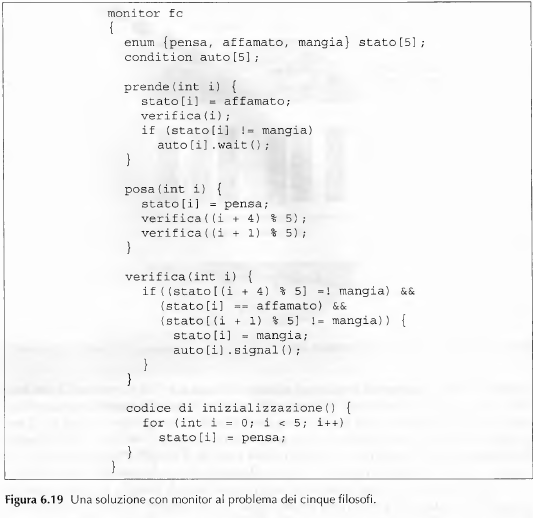 monitor fc
{
enum {pensa, affamato, mangia} stato[5];
condition auto[5];
prende(int i) {
stato[i] = affamato;
verifica(i);
if (stato[i] != mangia)
auto[i].wait();
}
posa(int i) {
stato[i] = pensa;
verifica((i + 4) % 5);
verifica((i + 1) % 5);
}
verifica(int i) {
if((stato[(i + 4) % 5] =! mangia) &&
(stato[i] == affamato) &&
(stato[(i + 1) % 5] != mangia)) {
stato[i] = mangia;
auto[i].signal();
}
}
codice di inizializzazione() {
for (int i = 0; i < 5; i++)
stato[i] = pensa;
}
}
Figura 6.19 Una soluzione con monitor al problema dei cinque filosofi.